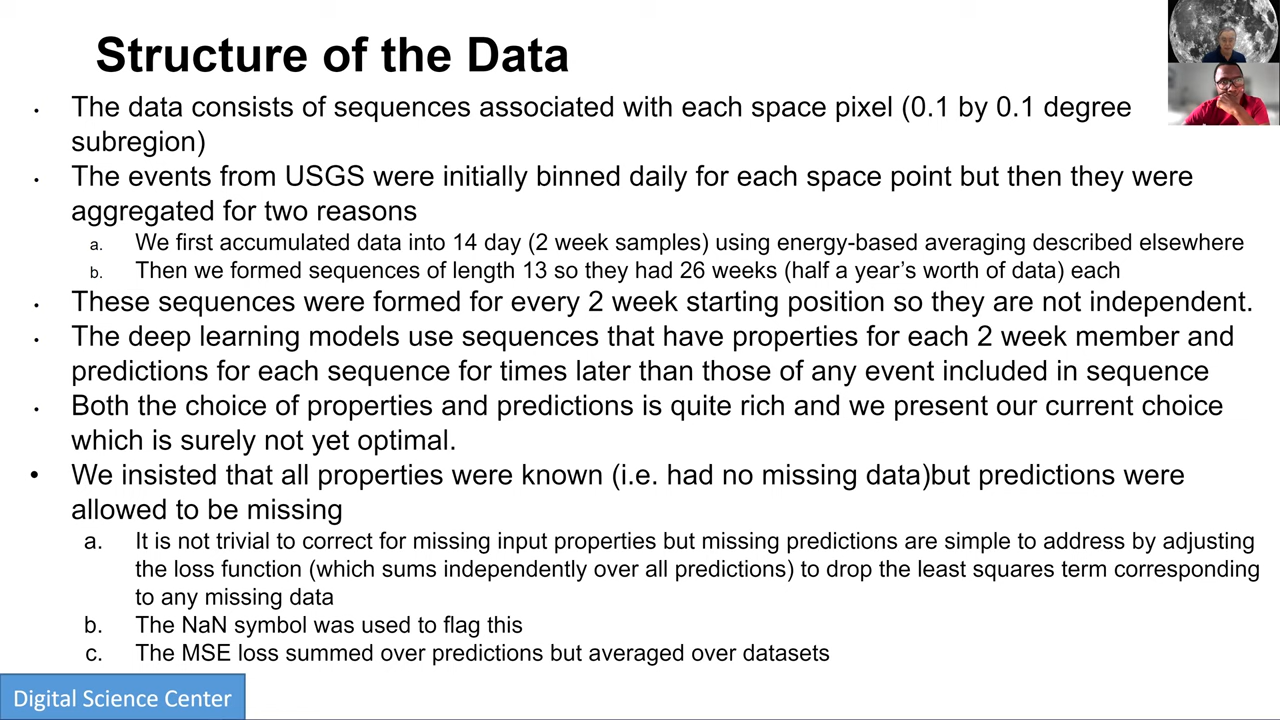 Structure of the Data
• The data consists of sequences associated with each space pixel (0.1 by 0.1 degree
subregion)
• The events from USGS were initially binned daily for each space point but then they were
aggregated for two reasons
a. We first accumulated data into 14 day (2 week samples) using energy-based averaging described elsewhere
b. Then we formed sequences of length 13 so they had 26 weeks (half a year's worth of data) each
• These sequences were formed for every 2 week starting position so they are not independent.
• The deep learning models use sequences that have properties for each 2 week member and
predictions for each sequence for times later than those of any event included in sequence
• Both the choice of properties and predictions is quite rich and we present our current choice
which is surely not yet optimal.
• We insisted that all properties were known (i.e. had no missing data)but predictions were
allowed to be missing
a. It is not trivial to correct for missing input properties but missing predictions are simple to address by adjusting
the loss function (which sums independently over all predictions) to drop the least squares term corresponding
to any missing data
b. The NaN symbol was used to flag this
c. The MSE loss summed over predictions but averaged over datasets
Digital Science Center